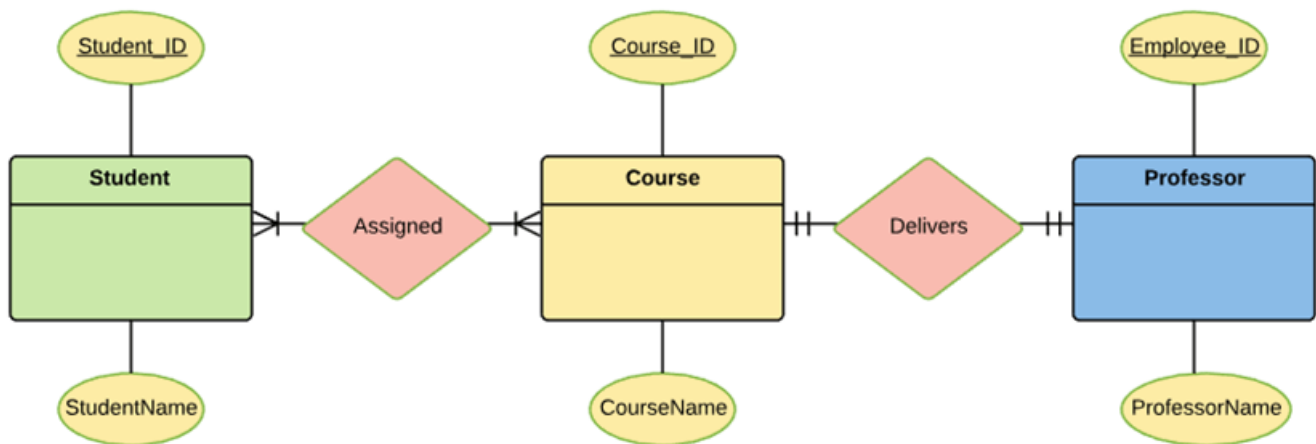 Student_ID
Course_ID
Employee_ID
Student
Course
Professor
Assigned
Delivers
StudentName
CourseName
ProfessorName